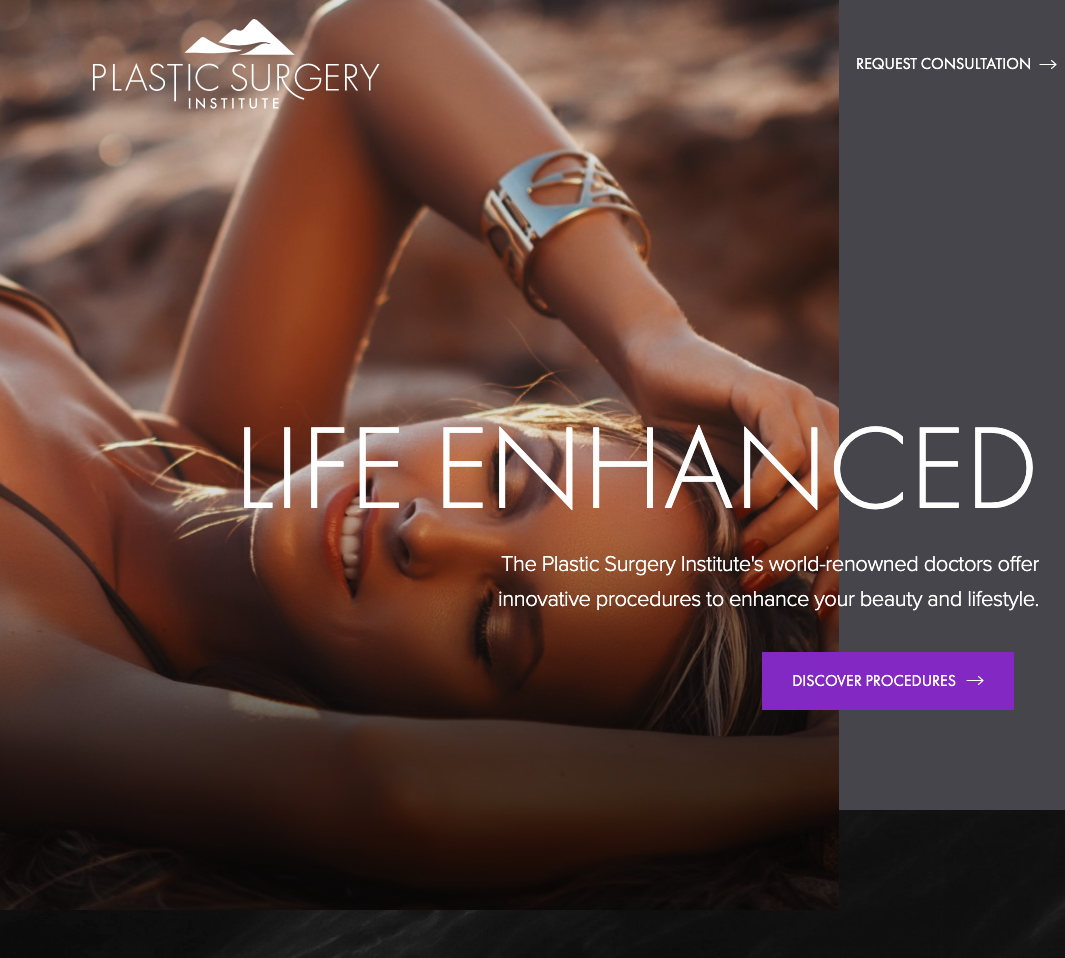 PLASTIC SURGERY
INSTITUTE
REQUEST CONSULTATION →
LIFE ENHANCED
The Plastic Surgery Institute's world-renowned doctors offer
innovative procedures to enhance your beauty and lifestyle.
DISCOVER PROCEDURES →